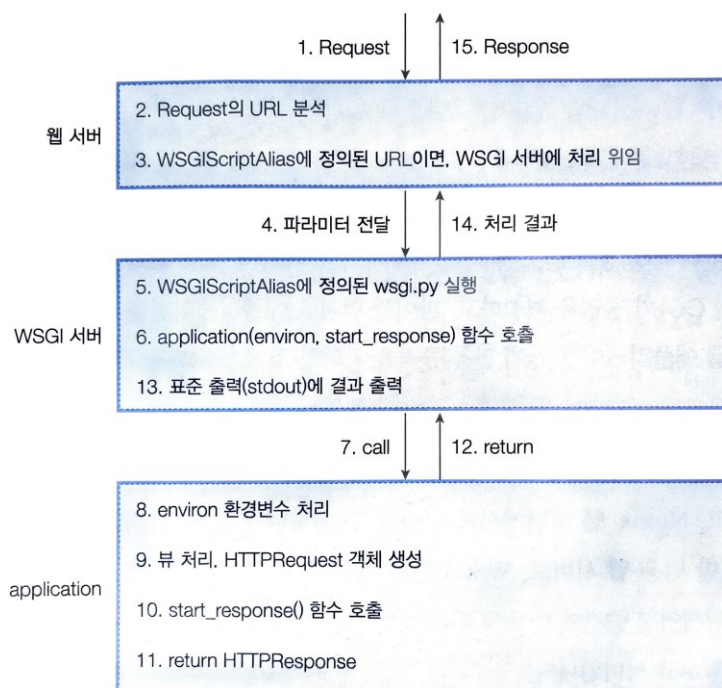 1. Request
15. Response
웹 서버
2. Request의 URL 분석
3. WSGIScriptAlias에 정의된 URL이면, WSGI 서버에 처리 위임
4. 파라미터 전달
14. 처리 결과
WSGI 서버
5. WSGIScriptAlias에 정의된 wsgi.py 실행
6. application(environ, start_response) 함수 호출
13. 표준 출력(stdout)에 결과 출력
7. call
12. return
application
8. environ 환경변수 처리
9. 뷰 처리, HTTPRequest 객체 생성
10. start_response() 함수 호출
11. return HTTPResponse